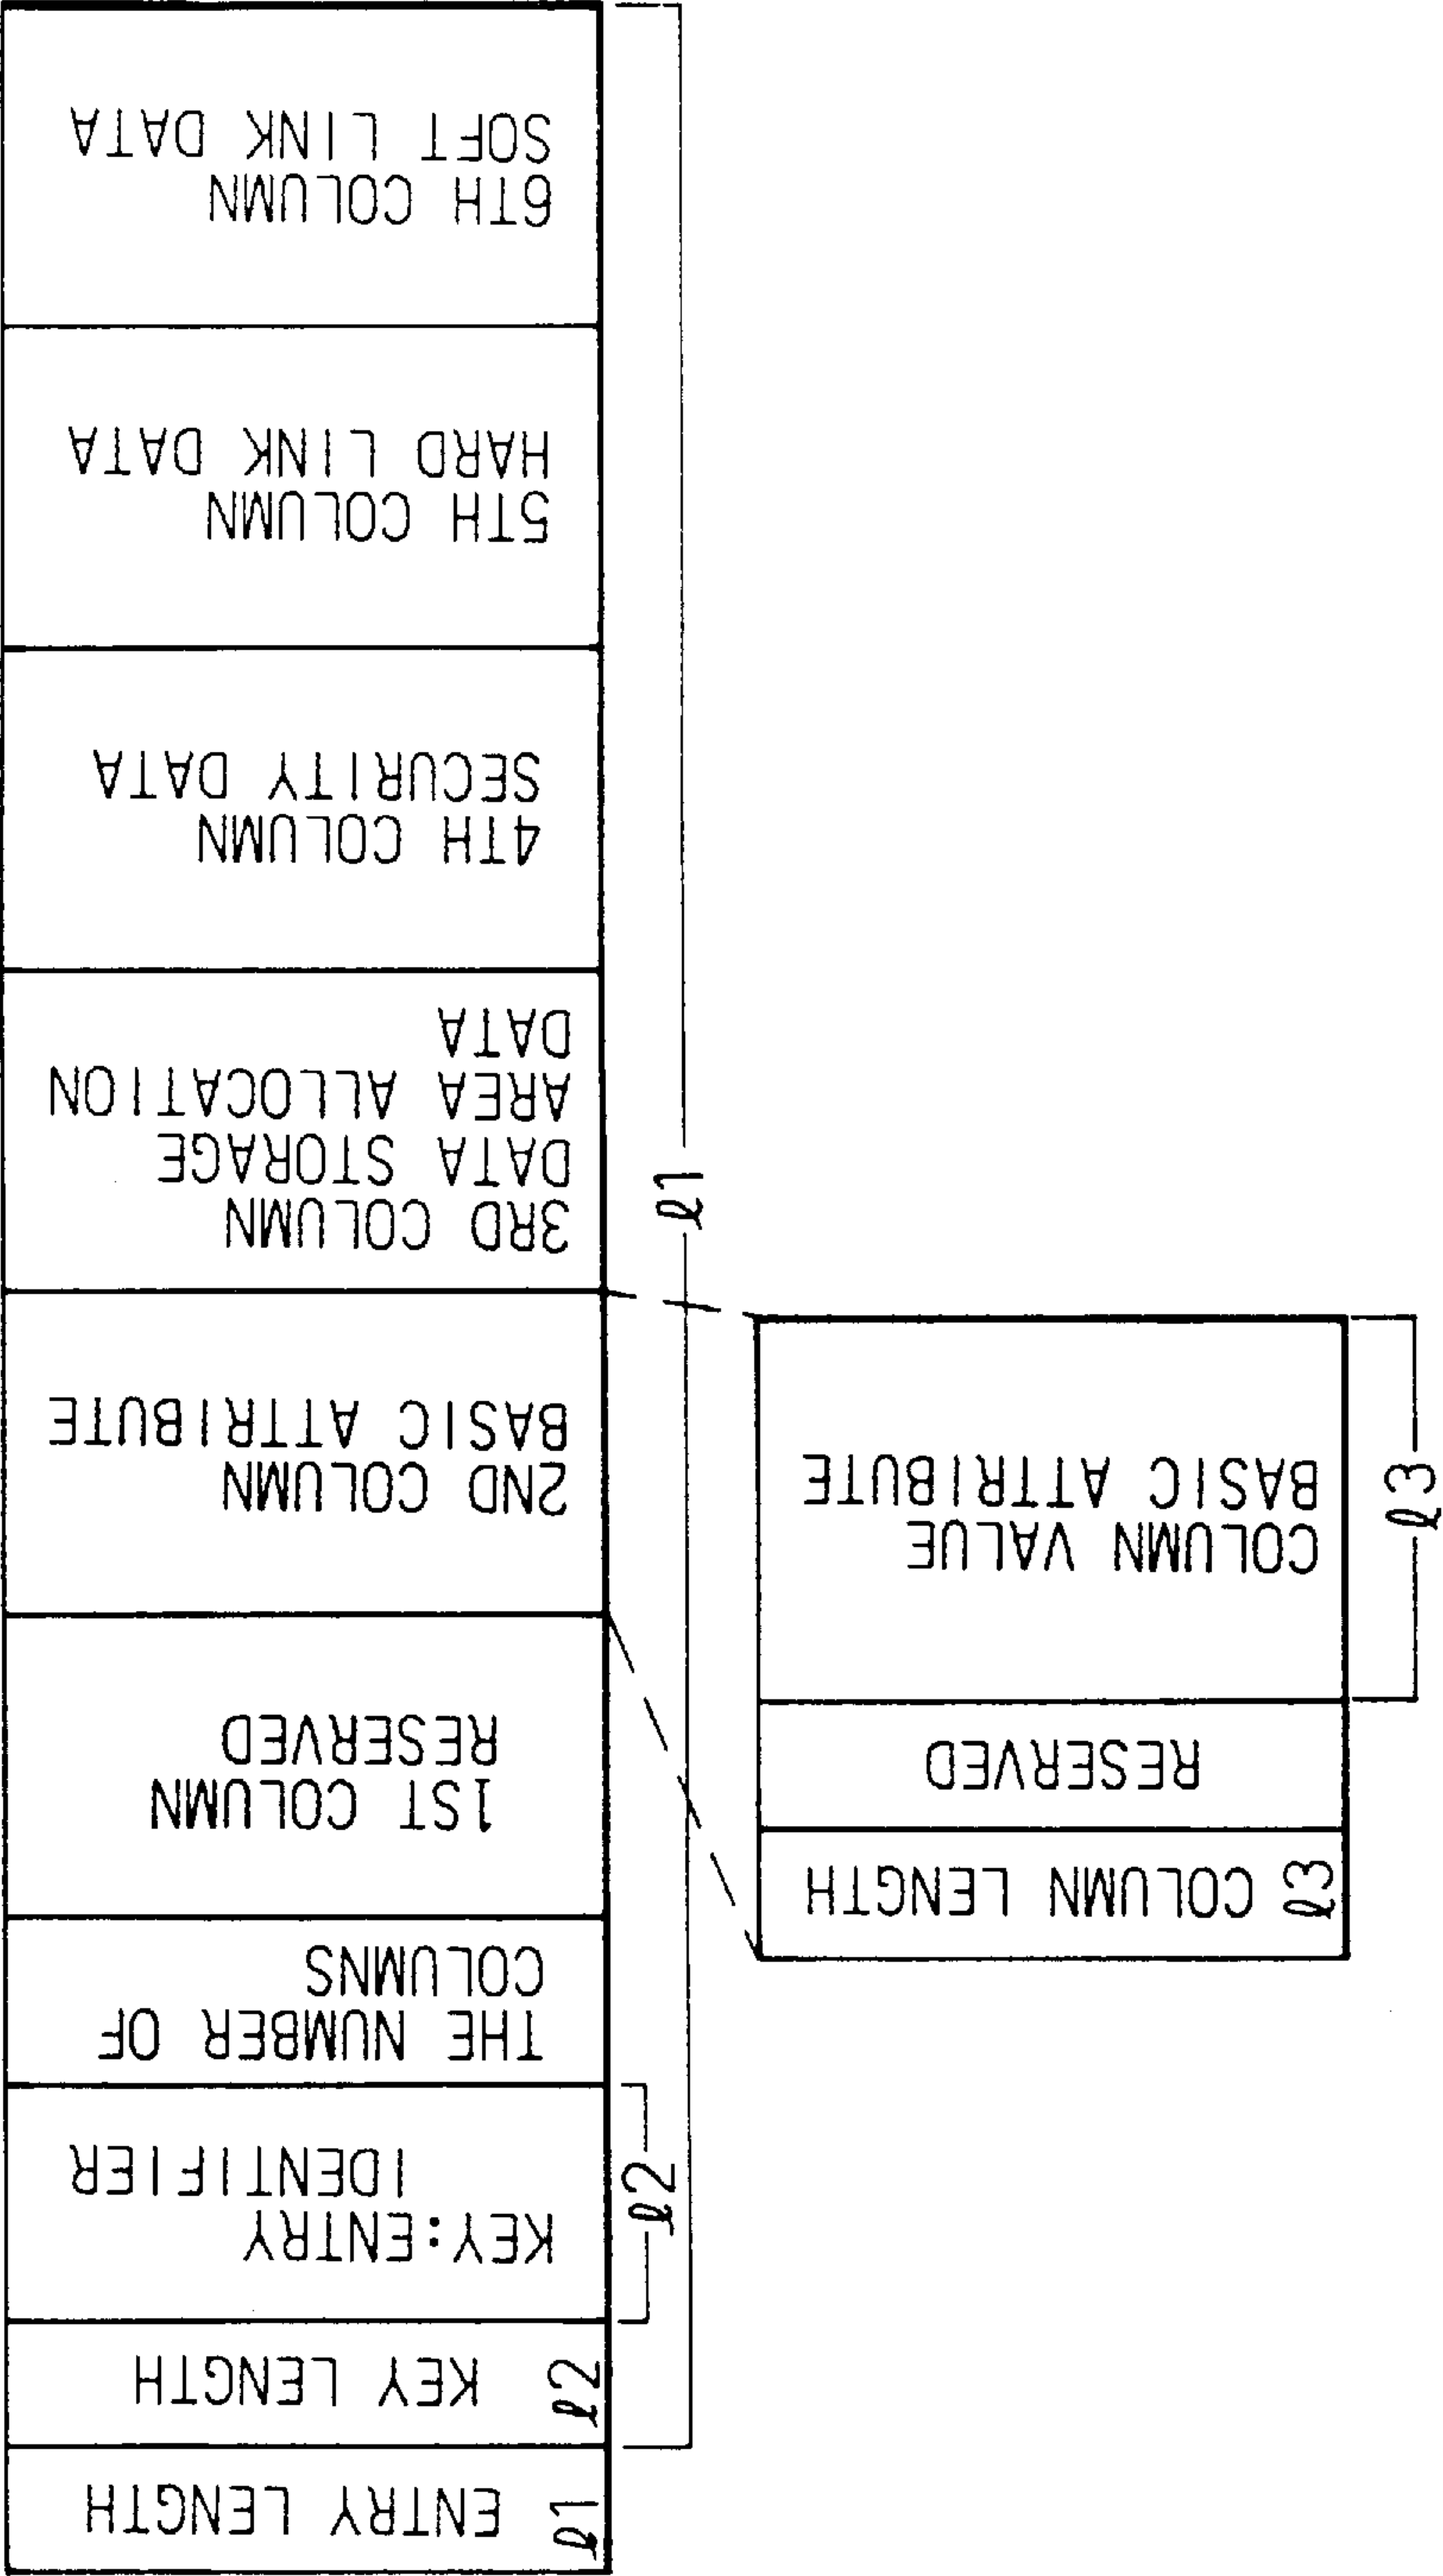 ℓ1 ENTRY LENGTH
ℓ2 KEY LENGTH
KEY:ENTRY
IDENTIFIER
ℓ2
THE NUMBER OF
COLUMNS
1ST COLUMN
RESERVED
2ND COLUMN
BASIC ATTRIBUTE
ℓ1
3RD COLUMN
DATA STORAGE
AREA ALLOCATION
DATA
4TH COLUMN
SECURITY DATA
5TH COLUMN
HARD LINK DATA
6TH COLUMN
SOFT LINK DATA
ℓ3 COLUMN LENGTH
RESERVED
COLUMN VALUE
BASIC ATTRIBUTE
ℓ3